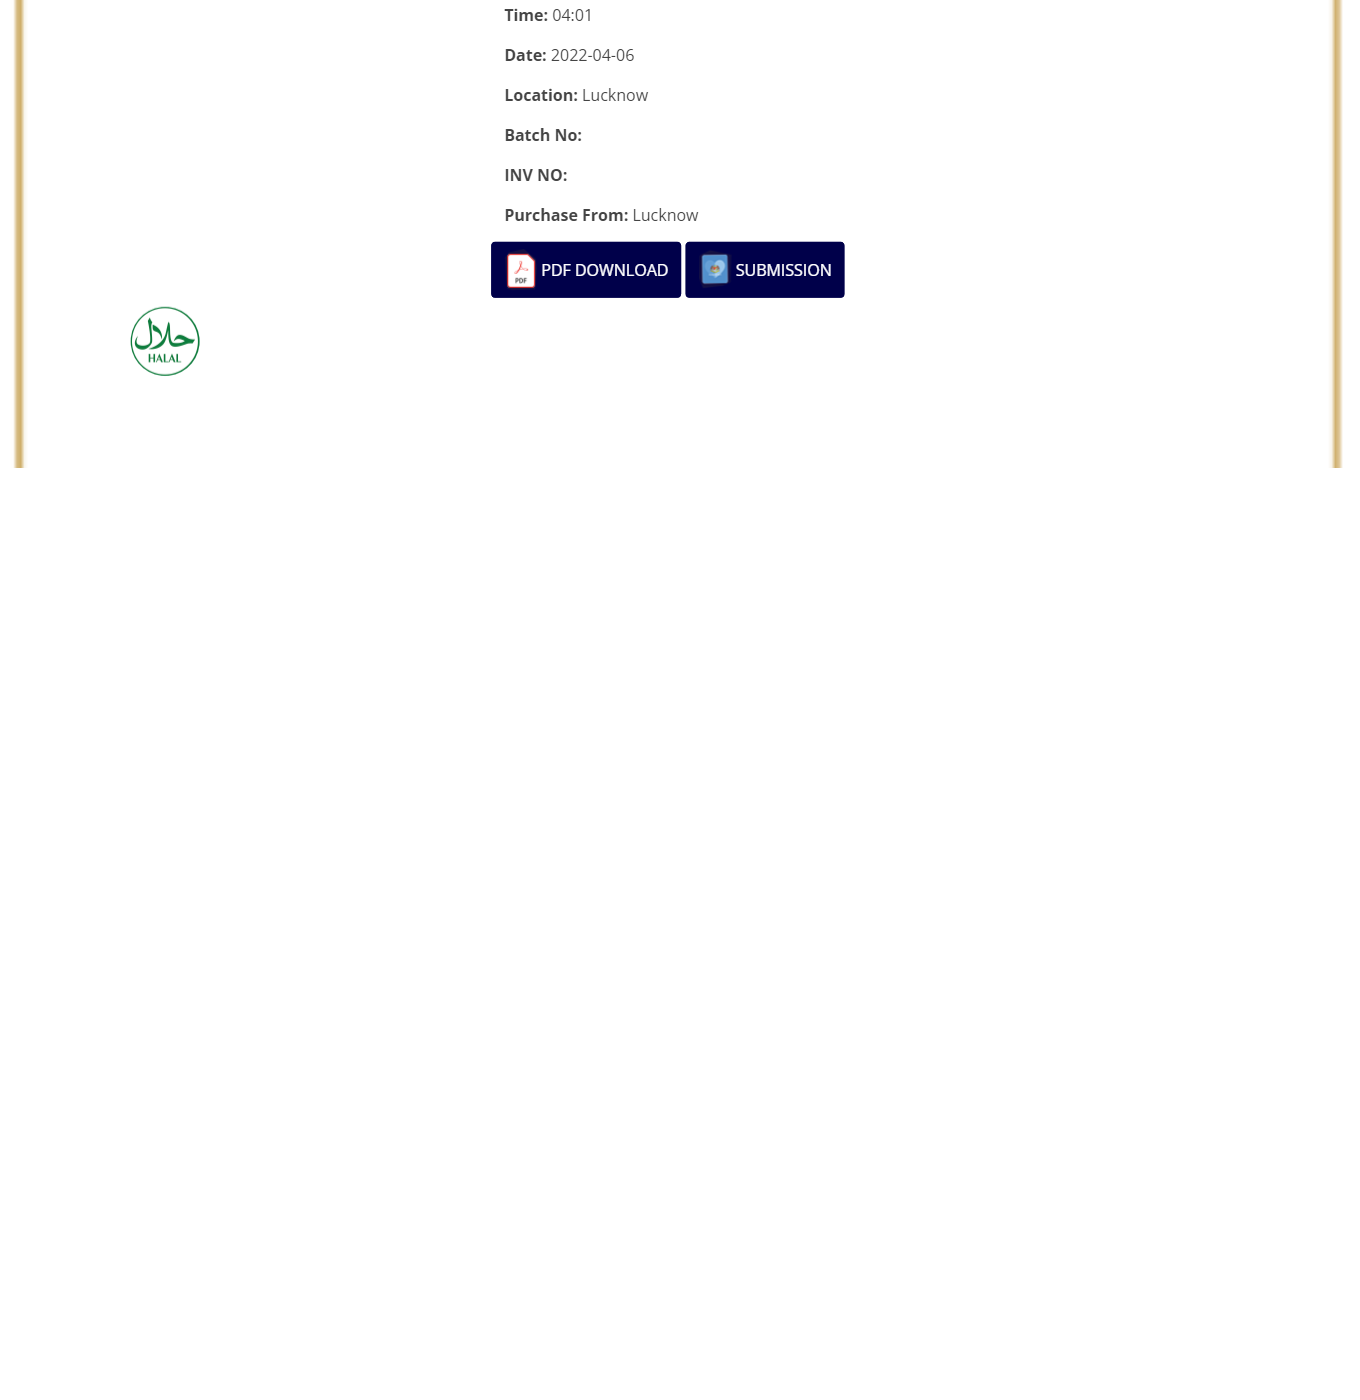 Time: 04:01
Date: 2022-04-06
Location: Lucknow
Batch No:
INV NO:
Purchase From: Lucknow
PDF
PDF DOWNLOAD
SUBMISSION
حلال
HALAL